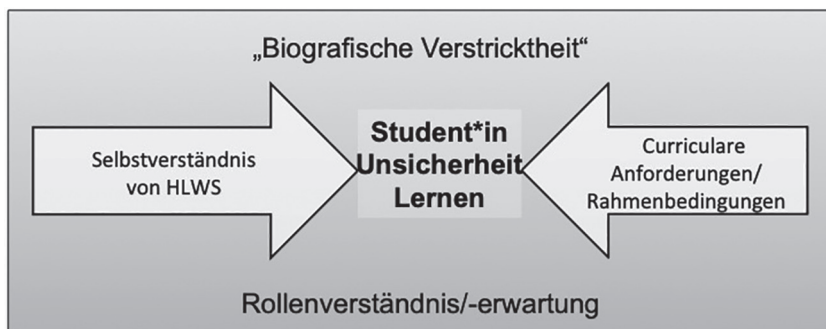 „Biografische Verstricktheit“
Selbstverständnis
von HLWS
Student*in
Unsicherheit
Lernen
Curriculare
Anforderungen/
Rahmenbedingungen
Rollenverständnis/-erwartung